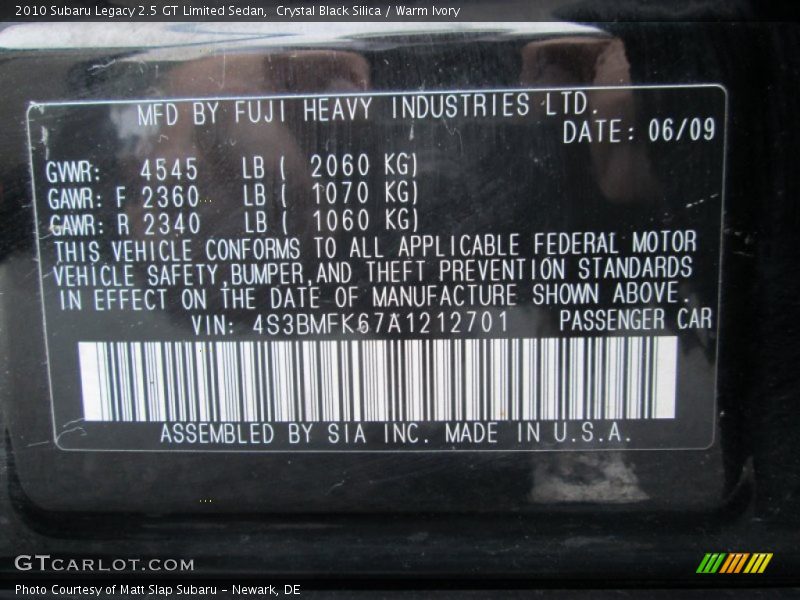 2010 Subaru Legacy 2.5 GT Limited Sedan, Crystal Black Silica / Warm Ivory
MFD BY FUJI HEAVY INDUSTRIES LTD.
DATE: 06/09
GVWR: 4545 LB ( 2060 KG)
GAWR: F 2360 LB ( 1070 KG)
GAWR: R 2340 LB ( 1060 KG)
THIS VEHICLE CONFORMS TO ALL APPLICABLE FEDERAL MOTOR
VEHICLE SAFETY,BUMPER,AND THEFT PREVENTION STANDARDS
IN EFFECT ON THE DATE OF MANUFACTURE SHOWN ABOVE.
VIN: 4S3BMFK67A1212701 PASSENGER CAR
ASSEMBLED BY SIA INC. MADE IN U.S.A.
GTCARLOT.COM
Photo Courtesy of Matt Slap Subaru - Newark, DE